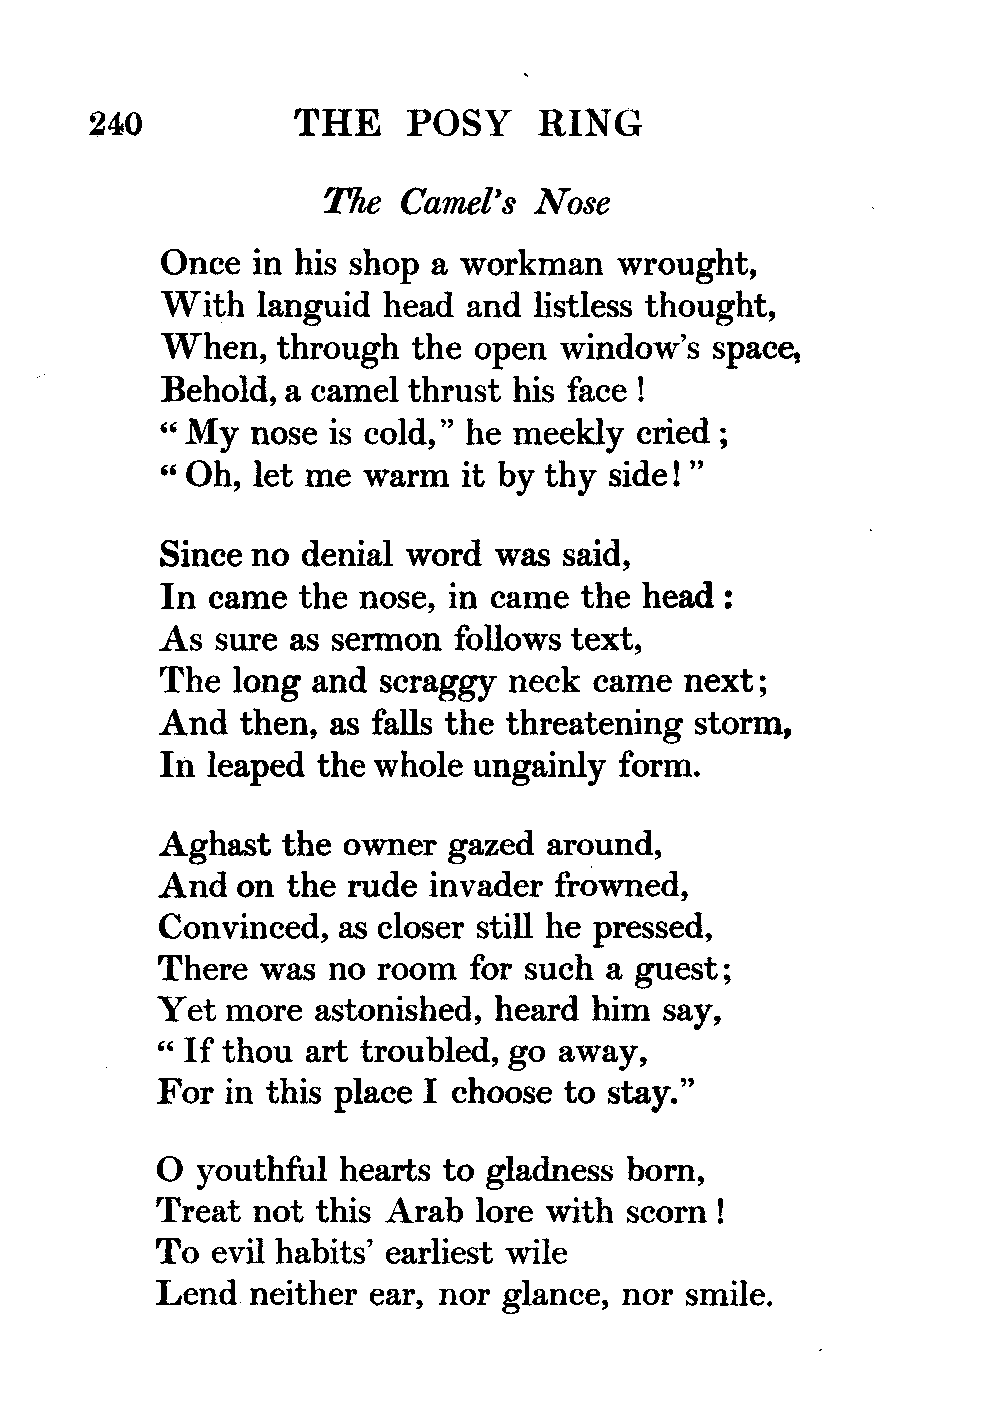 240 THE POSY RING
The Camel's Nose
Once in his shop a workman wrought,
With languid head and listless thought,
When, through the open window's space,
Behold, a camel thrust his face !
“ My nose is cold,” he meekly cried ;
“ Oh, let me warm it by thy side! ”
Since no denial word was said,
In came the nose, in came the head :
As sure as sermon follows text,
The long and scraggy neck came next;
And then, as falls the threatening storm,
In leaped the whole ungainly form.
Aghast the owner gazed around,
And on the rude invader frowned,
Convinced, as closer still he pressed,
There was no room for such a guest;
Yet more astonished, heard him say,
“ If thou art troubled, go away,
For in this place I choose to stay.”
O youthful hearts to gladness born,
Treat not this Arab lore with scorn !
To evil habits' earliest wile
Lend neither ear, nor glance, nor smile.